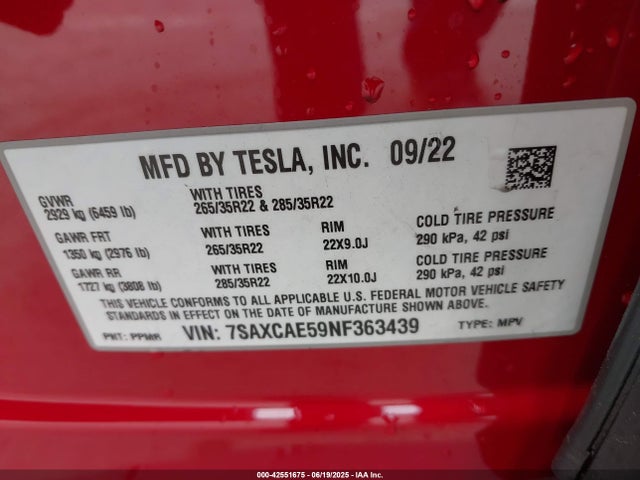 MFD BY TESLA, INC. 09/22
GVWR
2929 kg (6459 lb)
WITH TIRES
265/35R22 & 285/35R22
GAWR FRT
1350 kg (2976 lb)
WITH TIRES
265/35R22
RIM
22X9.0J
COLD TIRE PRESSURE
290 kPa, 42 psi
GAWR RR
1727 kg (3808 lb)
WITH TIRES
285/35R22
RIM
22X10.0J
COLD TIRE PRESSURE
290 kPa, 42 psi
THIS VEHICLE CONFORMS TO ALL APPLICABLE U.S. FEDERAL MOTOR VEHICLE SAFETY
STANDARDS IN EFFECT ON THE DATE OF MANUFACTURE SHOWN ABOVE.
PNT: PPMR VIN: 7SAXCAE59NF363439 TYPE: MPV
000-42551675 - 06/19/2025 - IAA Inc.